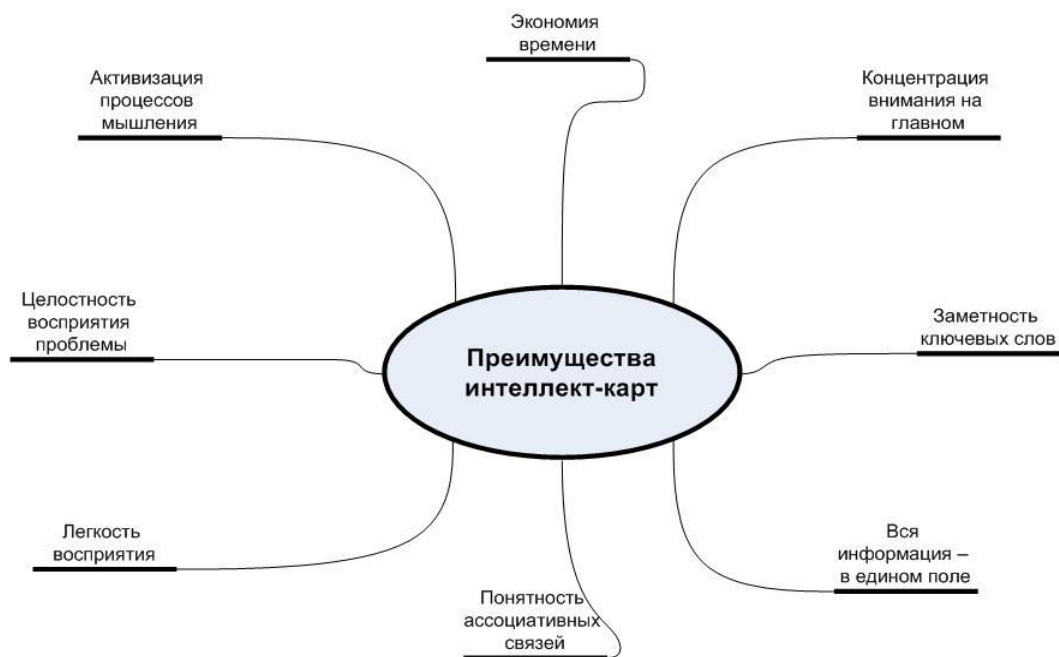 Экономия
времени
Активизация
процессов
мышления
Концентрация
внимания на
главном
Целостность
восприятия
проблемы
Преимущества
интеллект-карт
Заметность
ключевых слов
Легкость
восприятия
Вся
информация –
в едином поле
Понятность
ассоциативных
связей